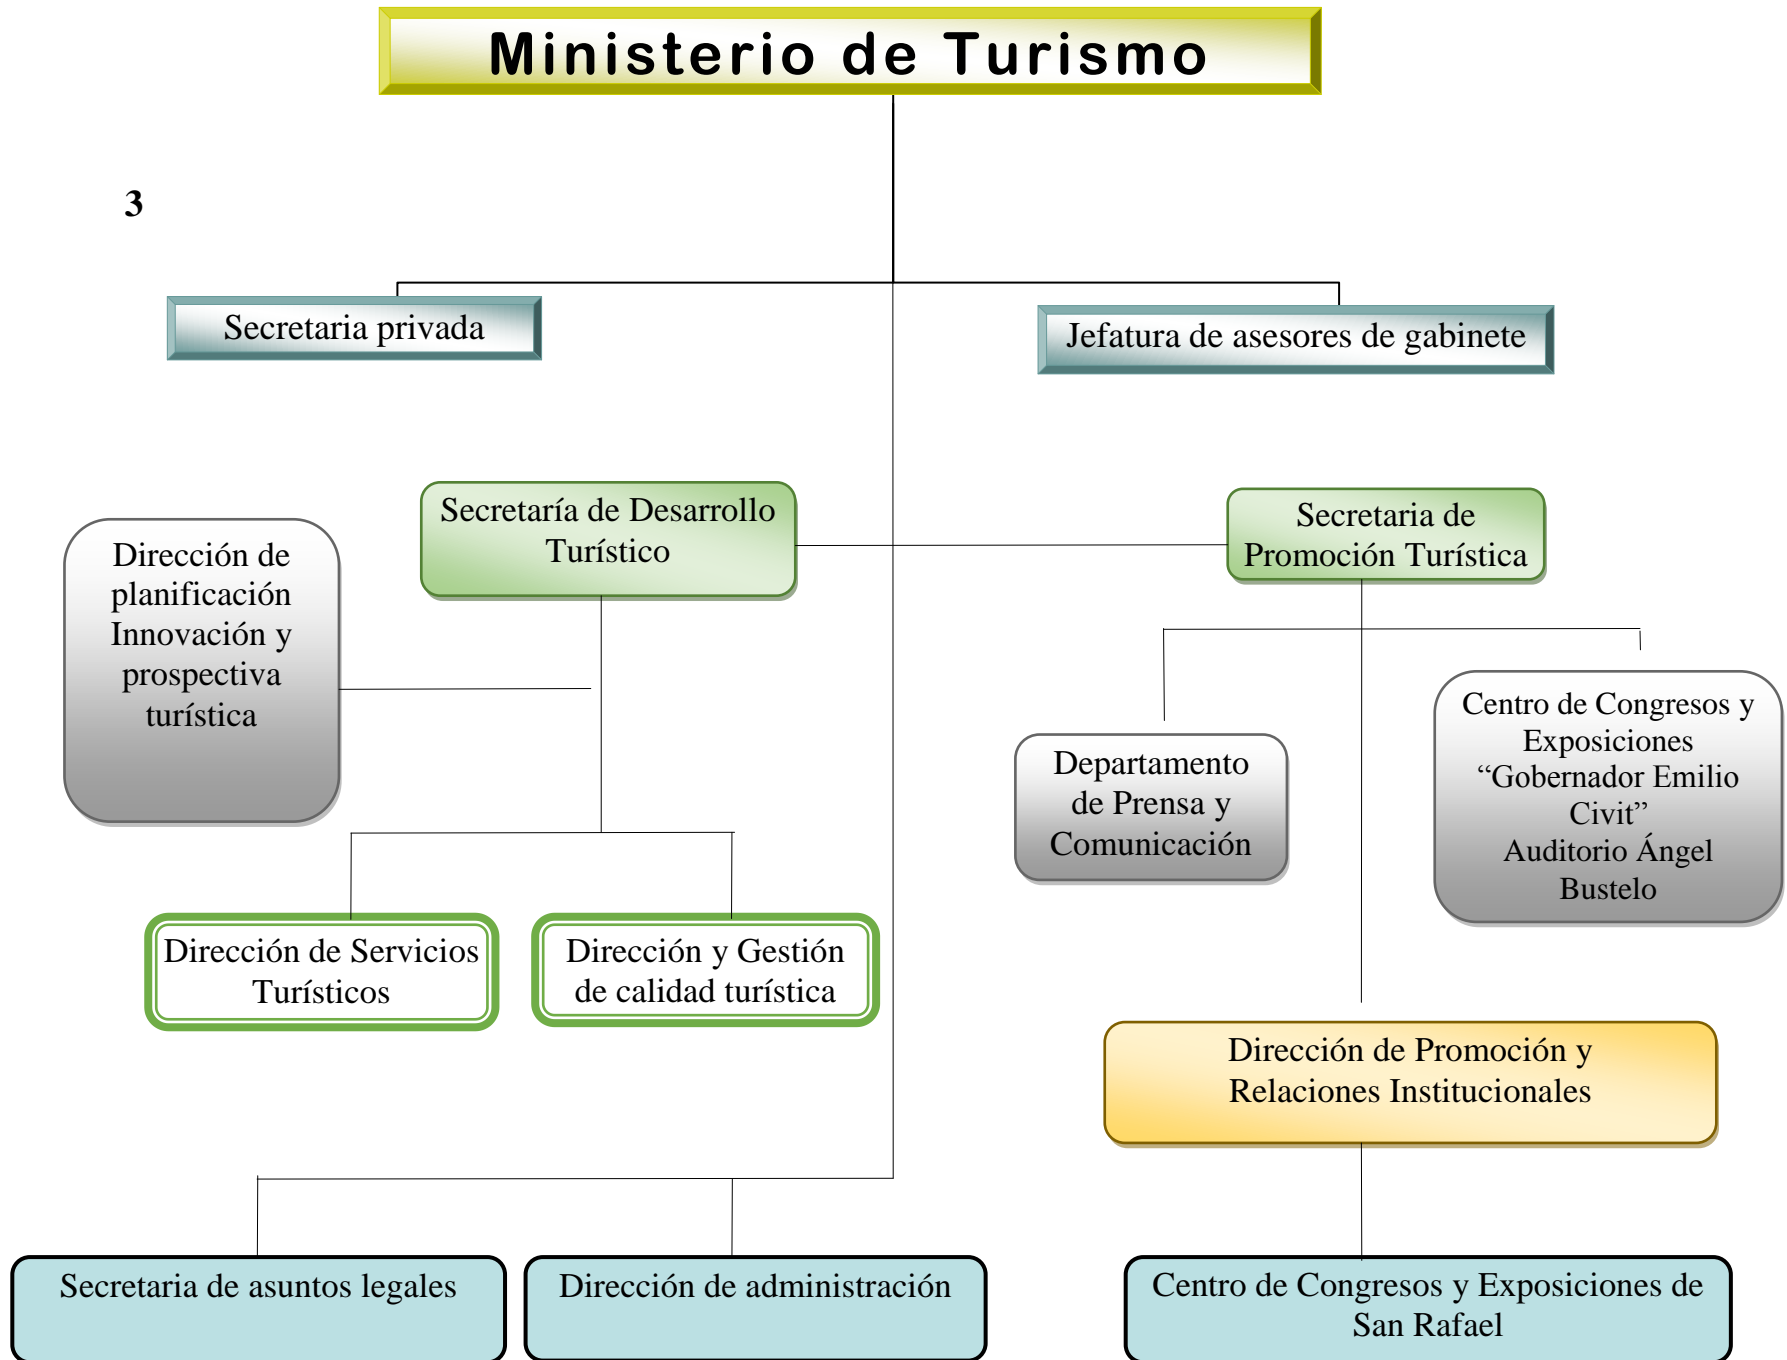 Ministerio de Turismo
3
Secretaria privada
Jefatura de asesores de gabinete
Secretaría de Desarrollo
Turístico
Secretaria de
Promoción Turística
Dirección de
planificación
Innovación y
prospectiva
turística
Departamento
de Prensa y
Comunicación
Centro de Congresos y
Exposiciones
“Gobernador Emilio
Civit”
Auditorio Ángel
Bustelo
Dirección de Servicios
Turísticos
Dirección y Gestión
de calidad turística
Dirección de Promoción y
Relaciones Institucionales
Secretaria de asuntos legales
Dirección de administración
Centro de Congresos y Exposiciones de
San Rafael